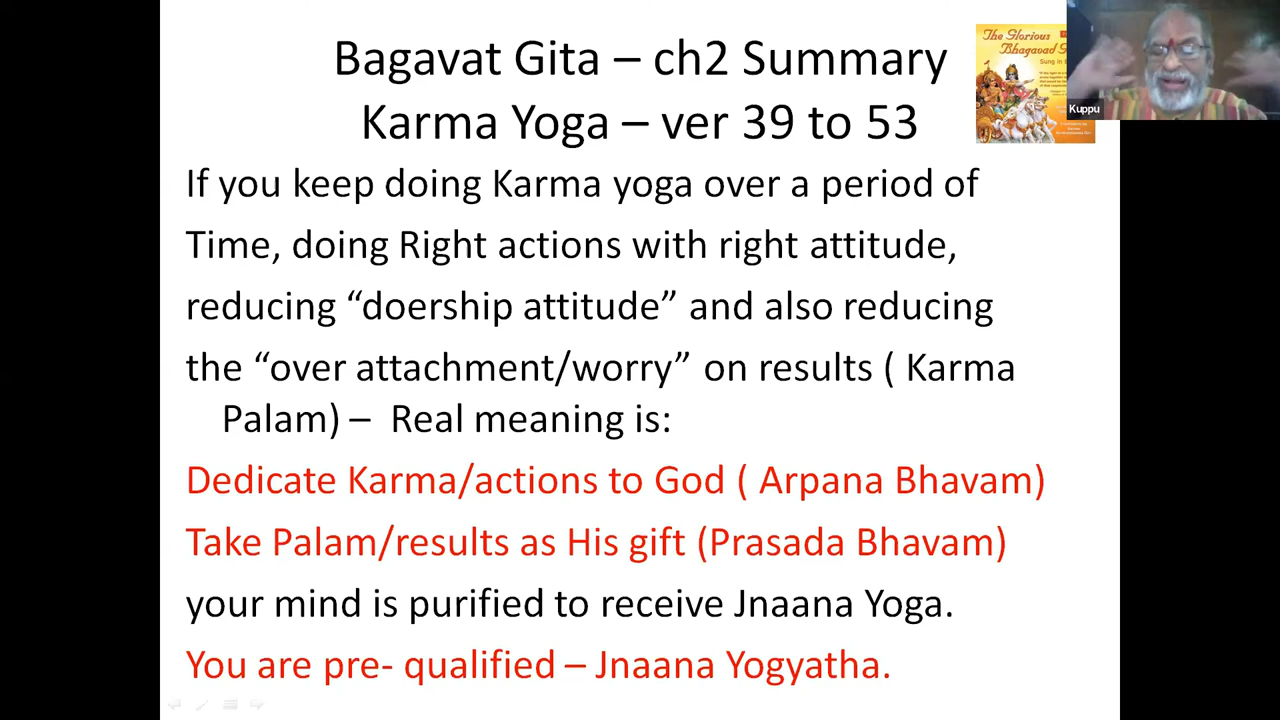 Bagavat Gita – ch2 Summary
Karma Yoga – ver 39 to 53
The Glorious
Bhagavad
Sung in
Kuppu
If you keep doing Karma yoga over a period of
Time, doing Right actions with right attitude,
reducing “doership attitude” and also reducing
the “over attachment/worry” on results ( Karma
Palam) – Real meaning is:
Dedicate Karma/actions to God ( Arpana Bhavam)
Take Palam/results as His gift (Prasada Bhavam)
your mind is purified to receive Jnaana Yoga.
You are pre- qualified – Jnaana Yogyatha.